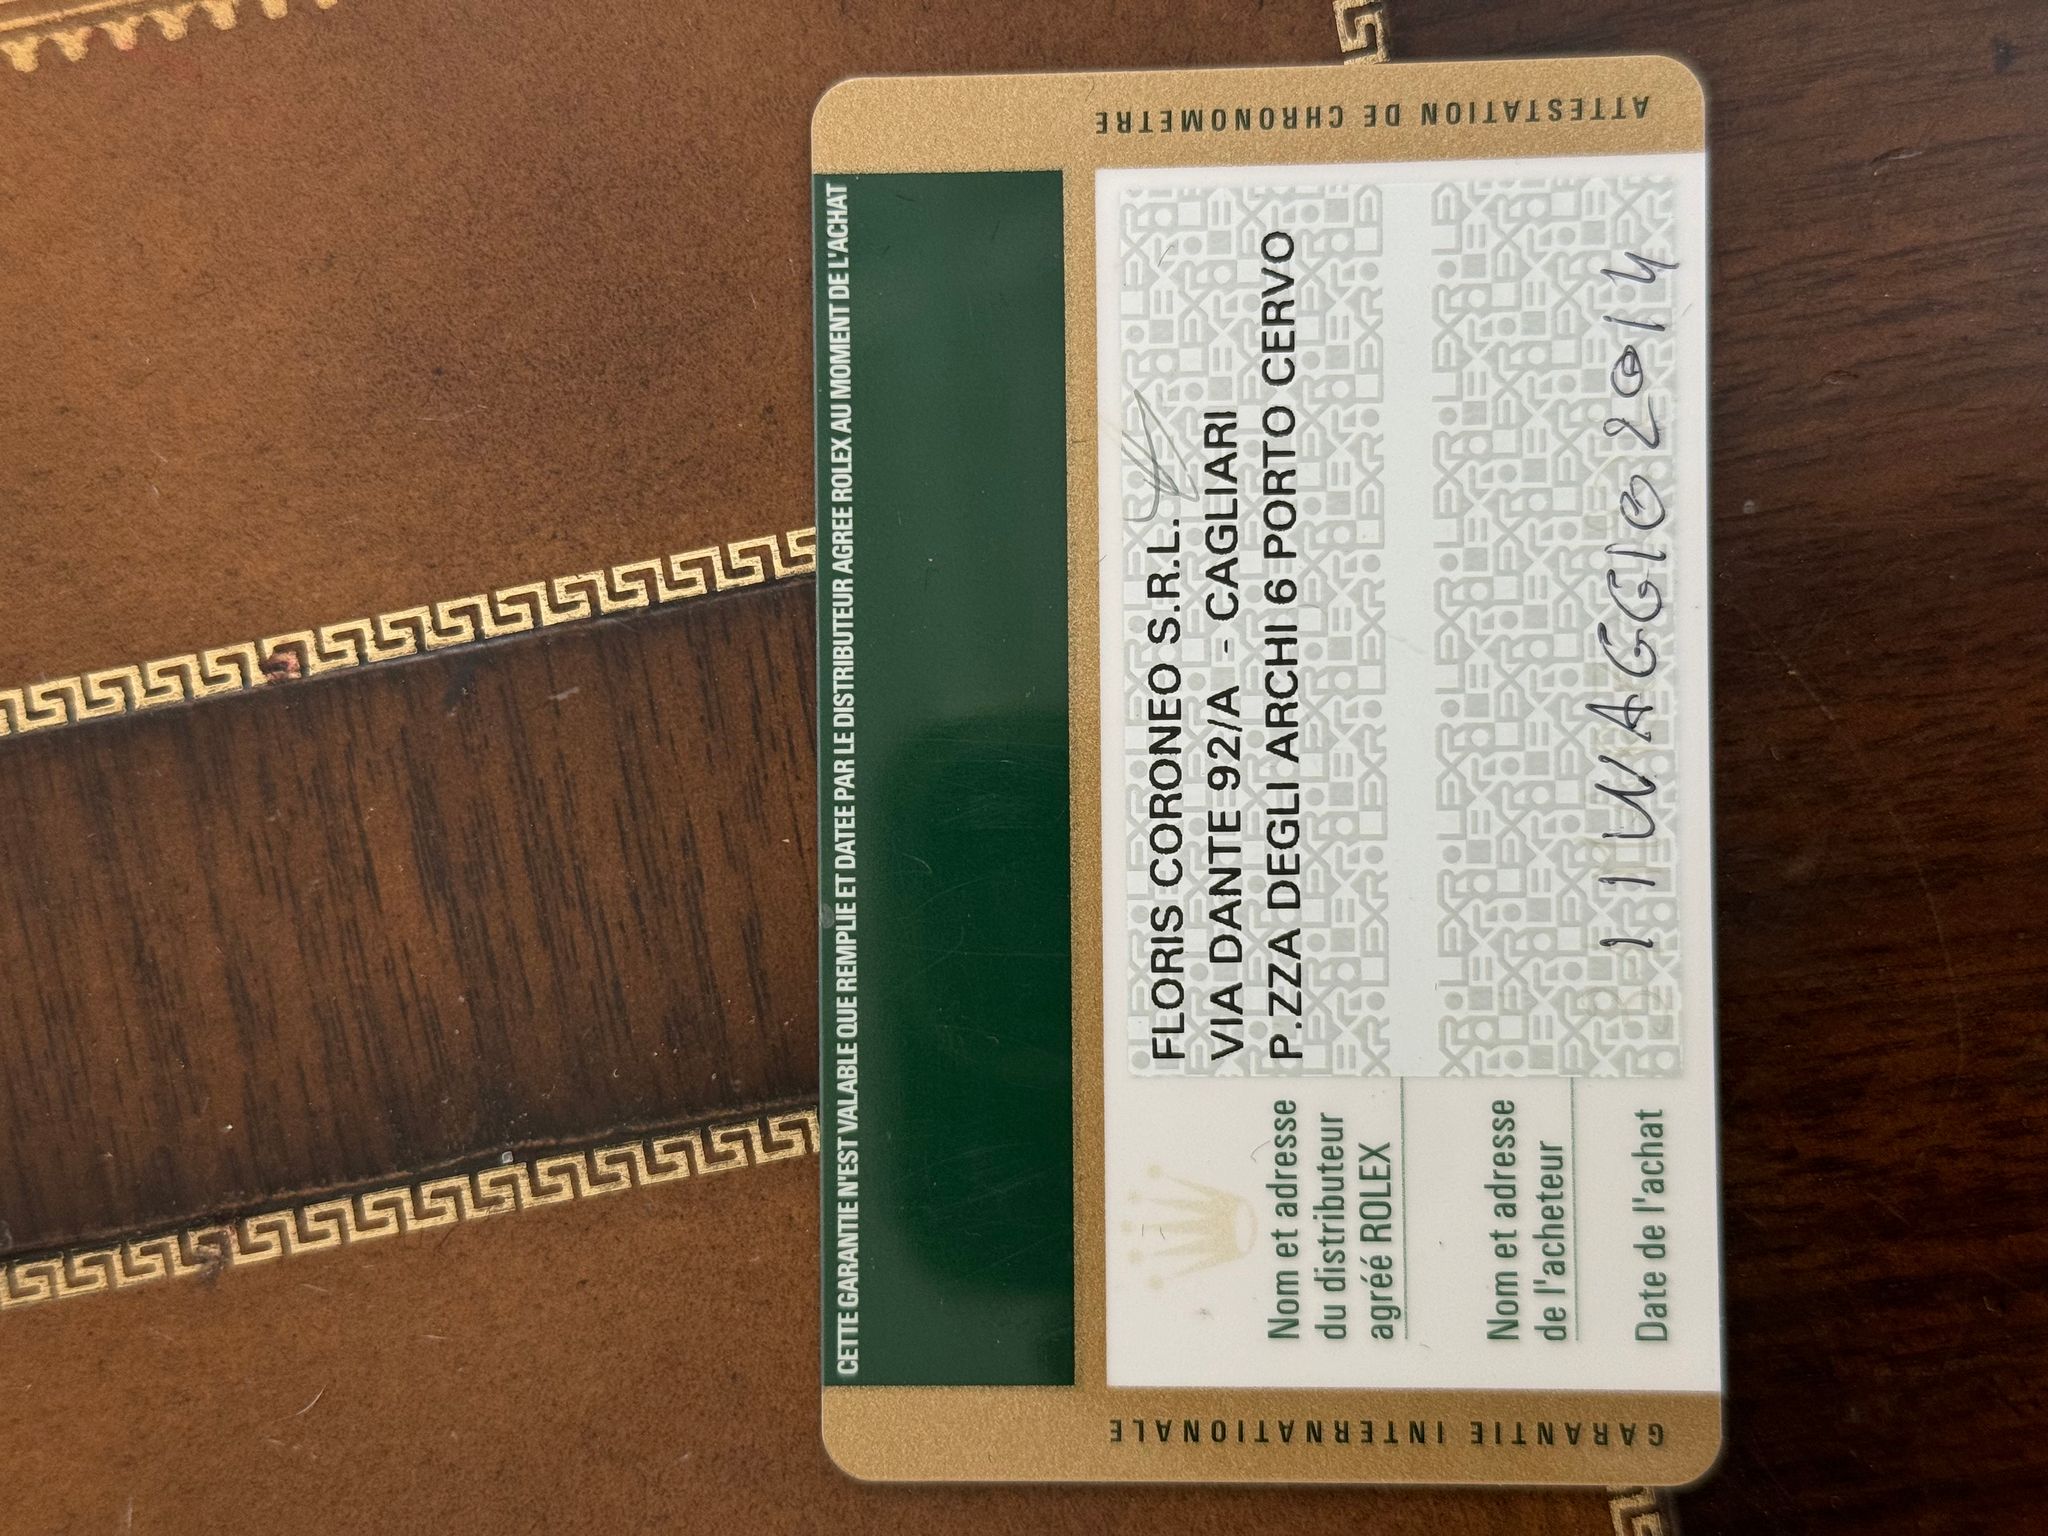 GARANTIE INTERNATIONALE
ATTESTATION DE CHRONOMETRE
CETTE GARANTIE N'EST VALABLE QUE REMPLIE ET DATEE PAR LE DISTRIBUTEUR AGREE ROLEX AU MOMENT DE L'ACHAT
Nom et adresse
du distributeur
agréé ROLEX
FLORIS CORONEO S.R.L.
VIA DANTE 92/A - CAGLIARI
P.ZZA DEGLI ARCHI 6 PORTO CERVO
Nom et adresse
de l'acheteur
Date de l'achat
11 MAGGIO 2014